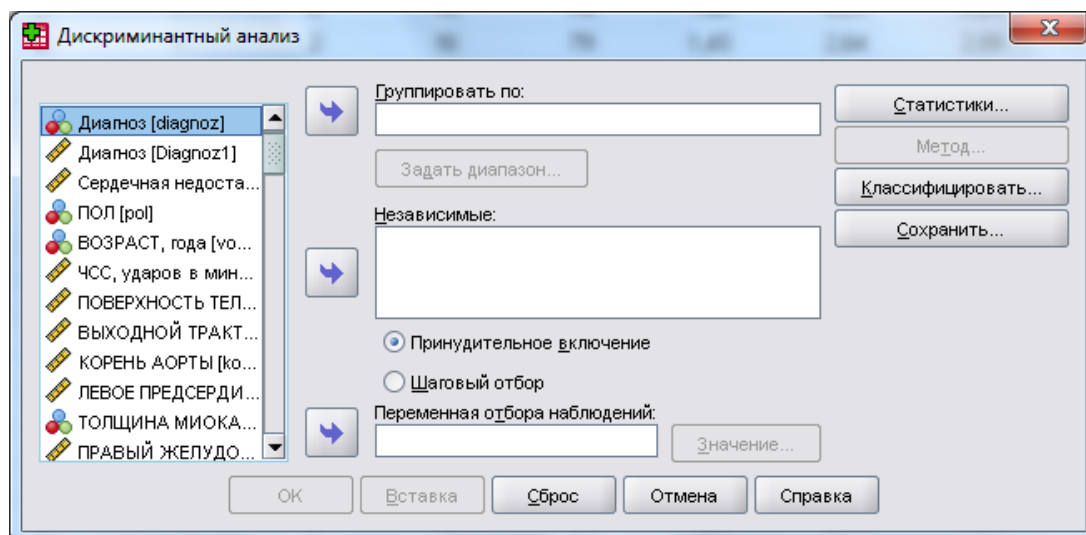 Дискриминантный анализ
Диагноз [diagnoz]
Диагноз [Diagnoz1]
Сердечная недоста...
ПОЛ [pol]
ВОЗРАСТ, года [vo...
ЧСС, ударов в мин...
ПОВЕРХНОСТЬ ТЕЛ...
ВЫХОДНОЙ ТРАКТ...
КОРЕНЬ АОРТЫ [ko...
ЛЕВОЕ ПРЕДСЕРДИ...
ТОЛЩИНА МИОКА...
ПРАВЫЙ ЖЕЛУДО...
Группировать по:
Задать диапазон...
Независимые:
Принудительное включение
Шаговый отбор
Переменная отбора наблюдений:
Значение...
Статистики...
Метод...
Классифицировать...
Сохранить...
OK
Вставка
Сброс
Отмена
Справка